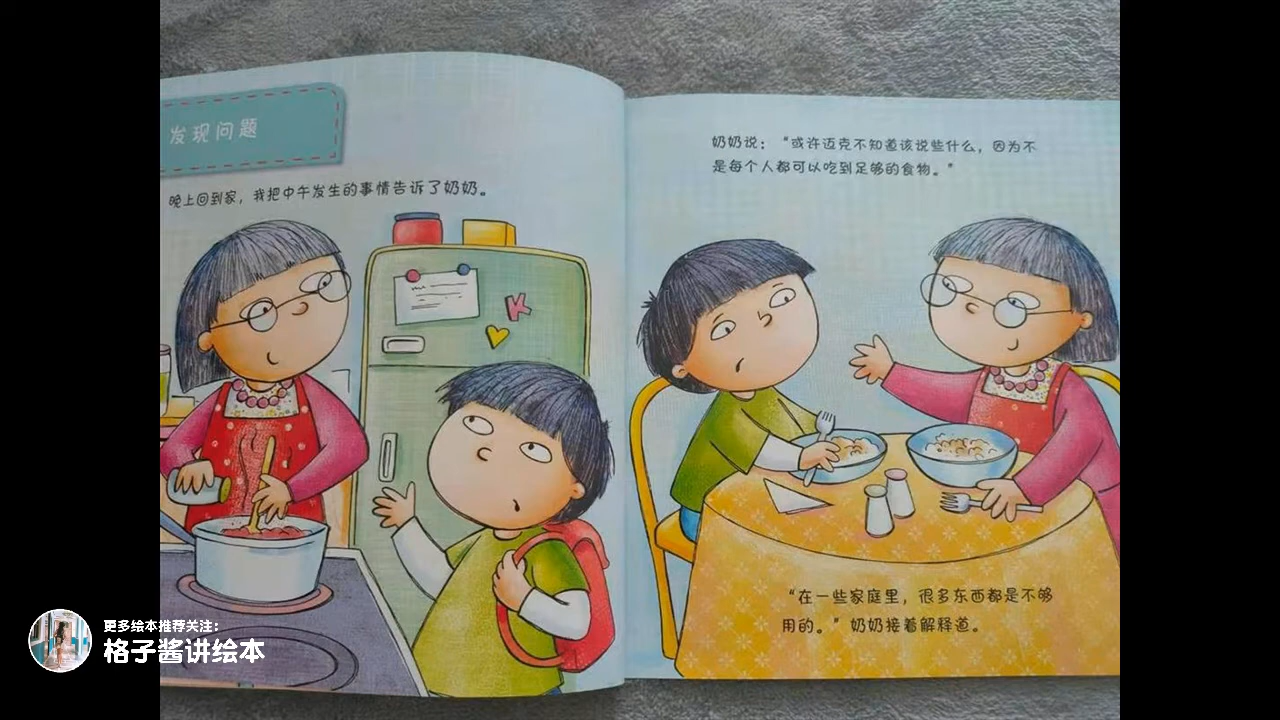 发现问题
晚上回到家，我把中午发生的事情告诉了奶奶。
K
奶奶说：“或许迈克不知道该说些什么，因为不
是每个人都可以吃到足够的食物。”
“在一些家庭里，很多东西都是不够
用的。”奶奶接着解释道。
更多绘本推荐关注：
格子酱讲绘本